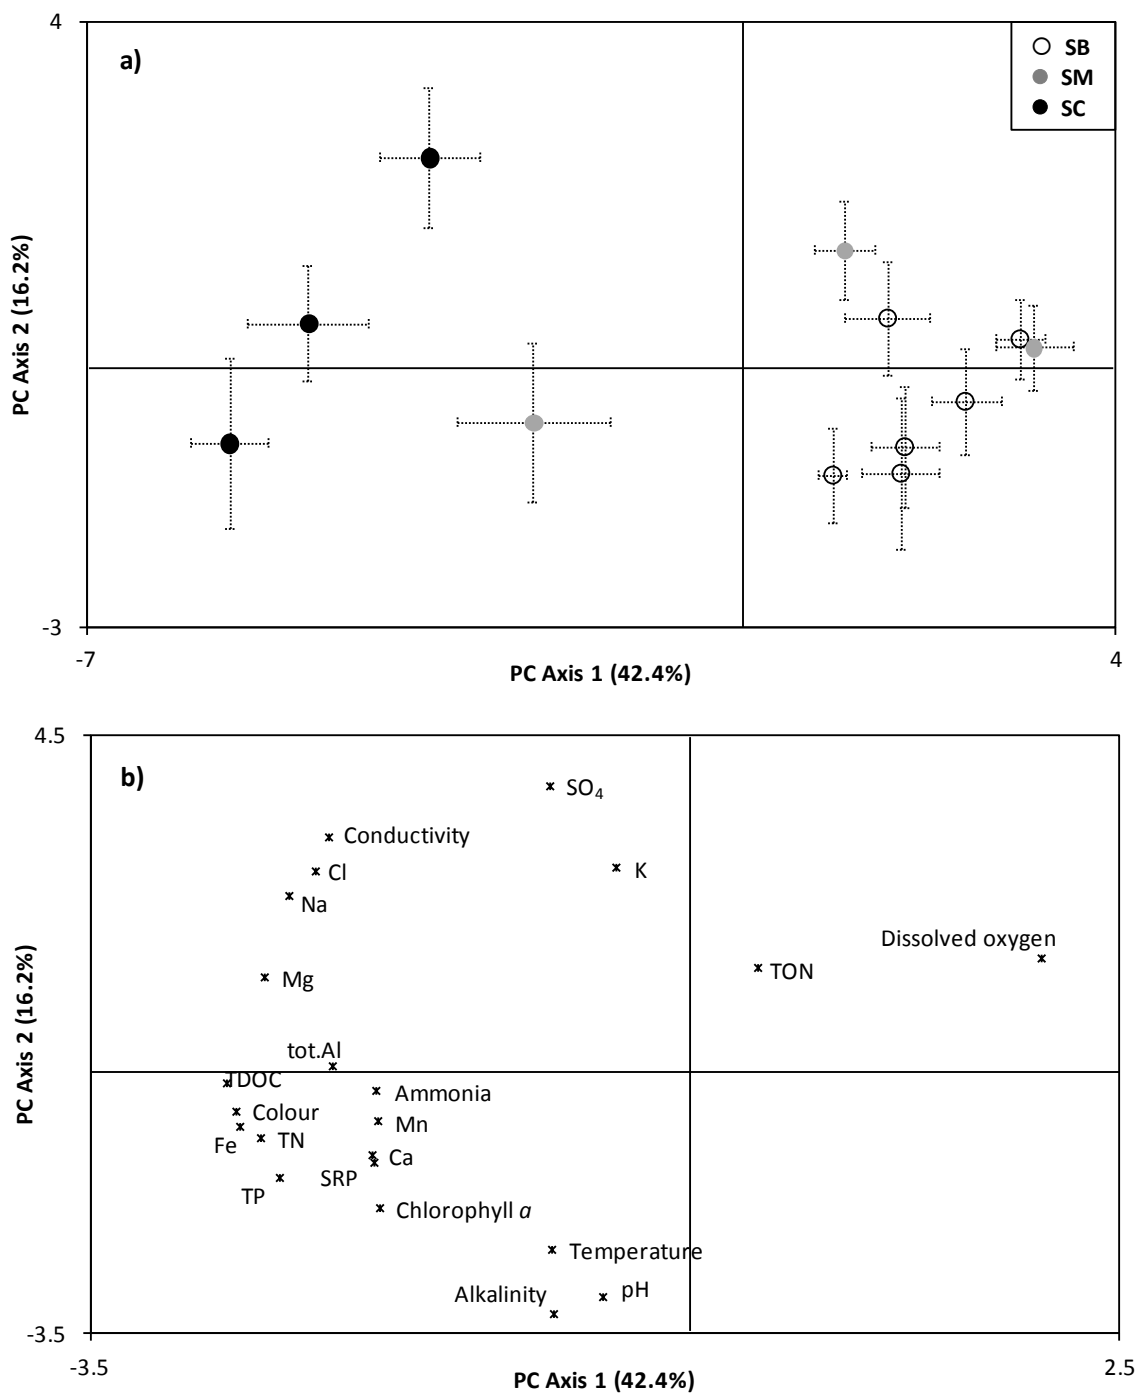 4
a)
SB
SM
SC
PC Axis 2 (16.2%)
-3
-7
4
PC Axis 1 (42.4%)
4.5
b)
SO₄
Conductivity
K
Cl
Na
Dissolved oxygen
TON
Mg
tot.Al
TDOC
Ammonia
Colour
Mn
Fe
TN
Ca
SRP
TP
Chlorophyll a
Temperature
pH
Alkalinity
PC Axis 2 (16.2%)
-3.5
-3.5
2.5
PC Axis 1 (42.4%)